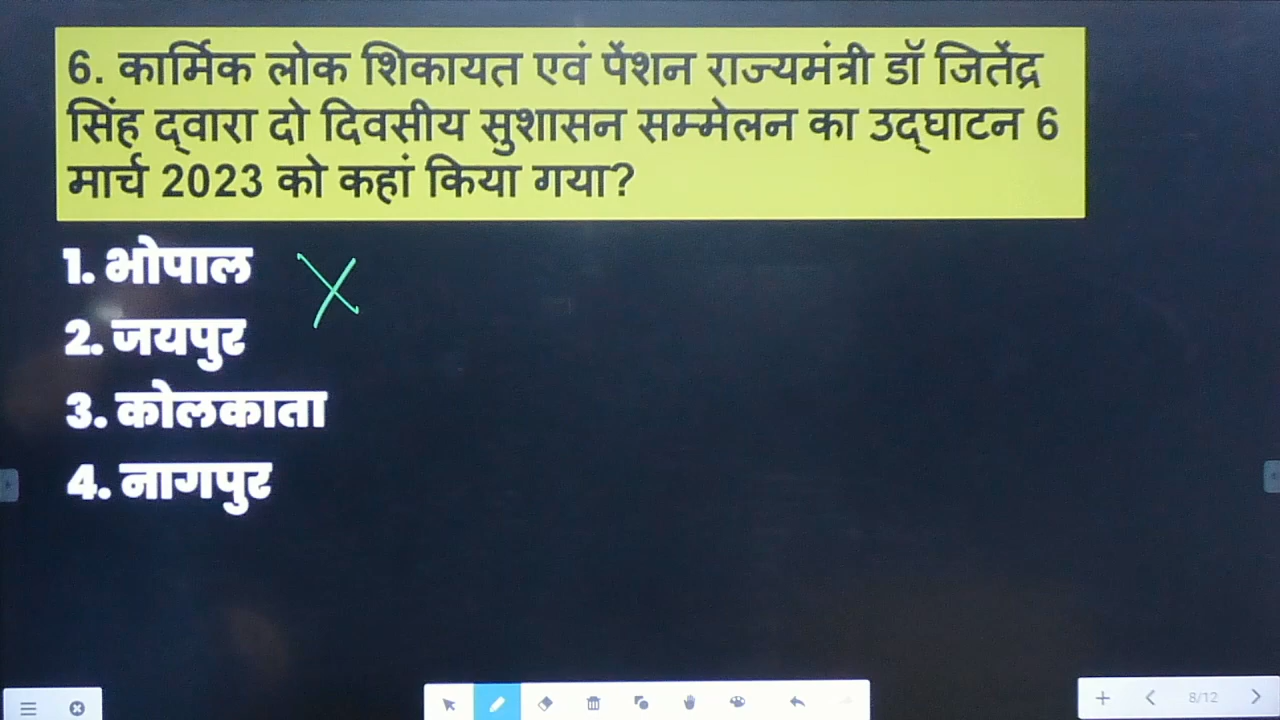 6. कार्मिक लोक शिकायत एवं पेंशन राज्यमंत्री डॉ जितेंद्र
सिंह द्वारा दो दिवसीय सुशासन सम्मेलन का उद्घाटन 6
मार्च 2023 को कहां किया गया?
1. भोपाल
2. जयपुर
3. कोलकाता
4. नागपुर
8/12